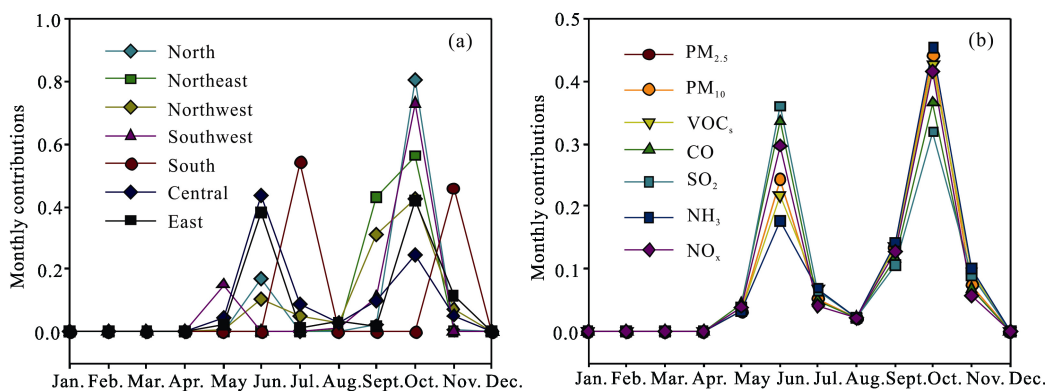 1.0
0.8
0.6
0.4
0.2
0.0
Monthly contributions
(a)
North
Northeast
Northwest
Southwest
South
Central
East
Jan. Feb. Mar. Apr. May Jun. Jul. Aug. Sept. Oct. Nov. Dec.
0.5
0.4
0.3
0.2
0.1
0.0
Monthly contributions
(b)
PM₂.₅
PM₁₀
VOCₛ
CO
SO₂
NH₃
NOₓ
Jan. Feb. Mar. Apr. May Jun. Jul. Aug. Sept. Oct. Nov. Dec.